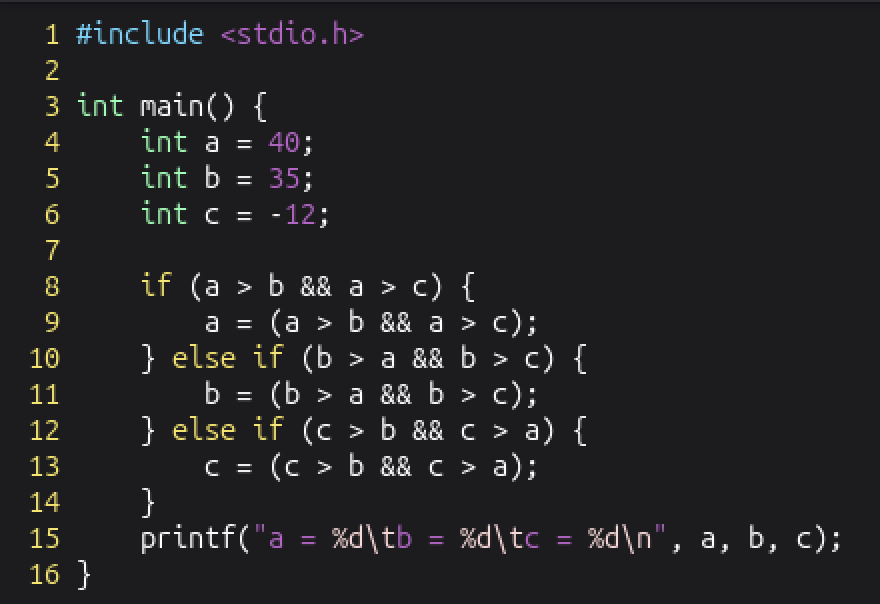 1 #include <stdio.h>
2
3 int main() {
4     int a = 40;
5     int b = 35;
6     int c = -12;
7
8     if (a > b && a > c) {
9         a = (a > b && a > c);
10     } else if (b > a && b > c) {
11         b = (b > a && b > c);
12     } else if (c > b && c > a) {
13         c = (c > b && c > a);
14     }
15     printf("a = %d\tb = %d\tc = %d\n", a, b, c);
16 }